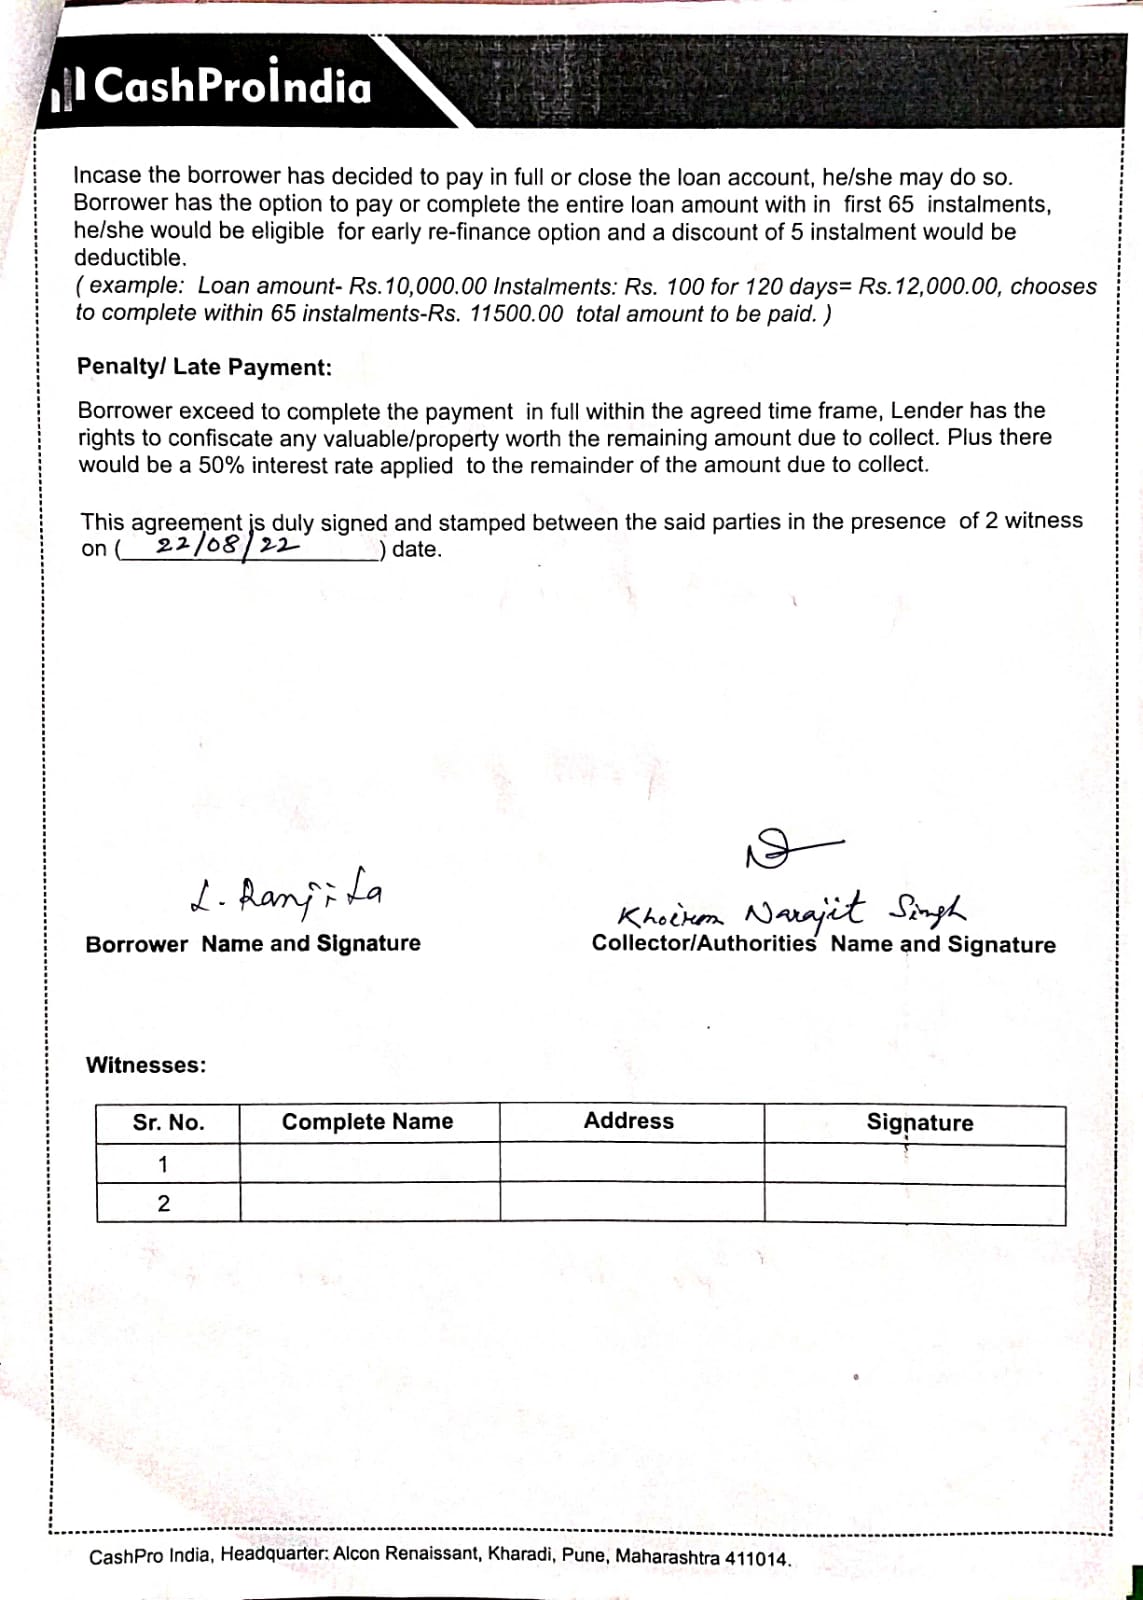 CashProIndia
Incase the borrower has decided to pay in full or close the loan account, he/she may do so.
Borrower has the option to pay or complete the entire loan amount with in first 65 instalments,
he/she would be eligible for early re-finance option and a discount of 5 instalment would be
deductible.
( example: Loan amount- Rs.10,000.00 Instalments: Rs. 100 for 120 days= Rs.12,000.00, chooses
to complete within 65 instalments-Rs. 11500.00 total amount to be paid. )
Penalty/ Late Payment:
Borrower exceed to complete the payment in full within the agreed time frame, Lender has the
rights to confiscate any valuable/property worth the remaining amount due to collect. Plus there
would be a 50% interest rate applied to the remainder of the amount due to collect.
This agreement is duly signed and stamped between the said parties in the presence of 2 witness
on ( 22/08/22 ) date.
L. Ranjita
Narajit Singh
Borrower Name and Signature
Collector/Authorities Name and Signature
Witnesses:
Sr. No. Complete Name Address Signature
1
2
CashPro India, Headquarter: Alcon Renaissant, Kharadi, Pune, Maharashtra 411014.